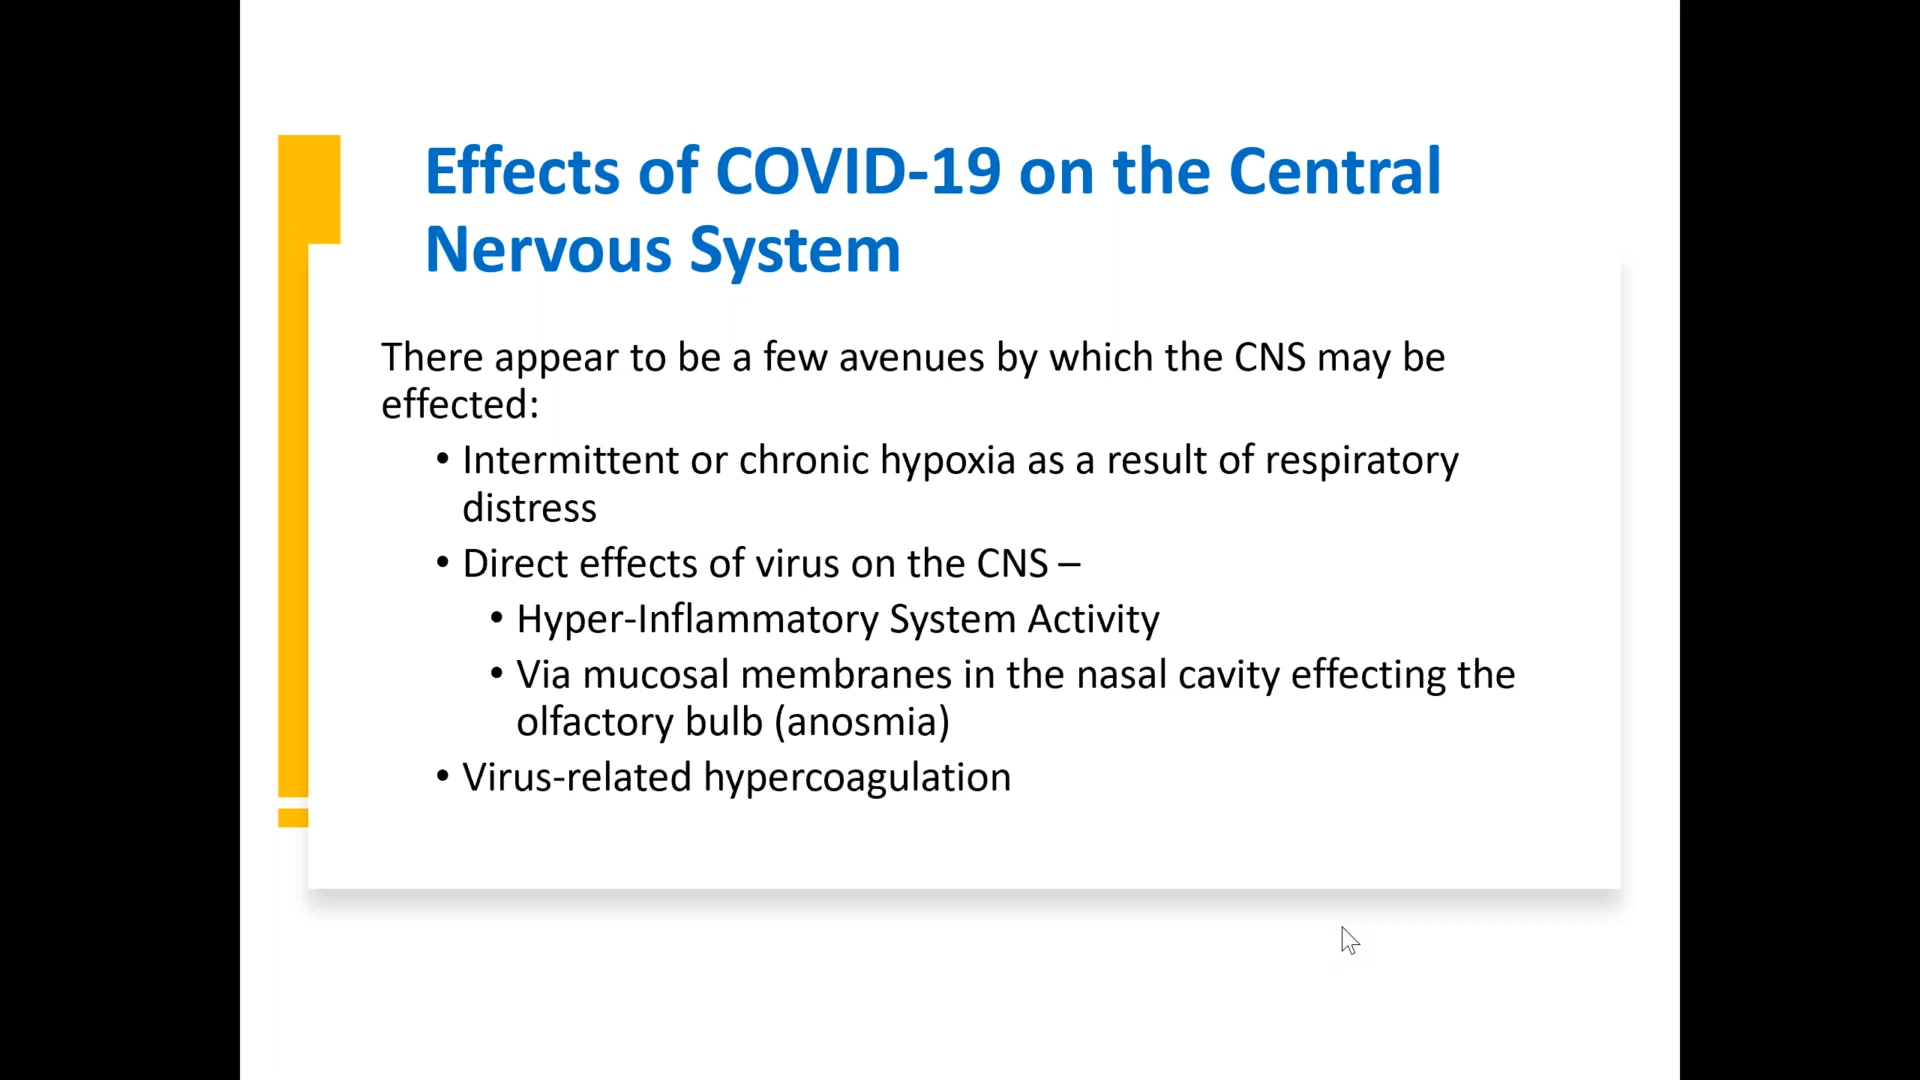 Effects of COVID-19 on the Central
Nervous System
There appear to be a few avenues by which the CNS may be
effected:
• Intermittent or chronic hypoxia as a result of respiratory
distress
• Direct effects of virus on the CNS –
• Hyper-Inflammatory System Activity
• Via mucosal membranes in the nasal cavity effecting the
olfactory bulb (anosmia)
• Virus-related hypercoagulation